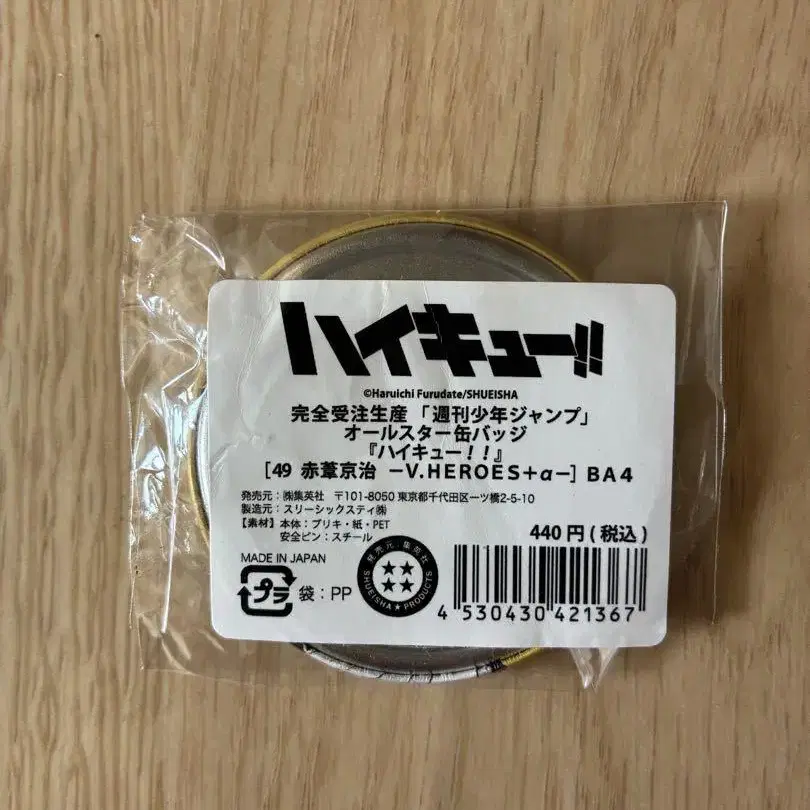 ハイキュー!!
©Haruichi Furudate/SHUEISHA
完全受注生産 「週刊少年ジャンプ」
オールスター缶バッジ
『ハイキュー！！』
[49 赤葦京治 －V.HEROES＋α－] BA4
発売元：㈱集英社 〒101-8050 東京都千代田区一ツ橋2-5-10
製造元：スリーシックスティ㈱
【素材】本体：ブリキ・紙・PET
安全ピン：スチール
440円(税込)
MADE IN JAPAN
プラ 袋：PP
発売元・集英社
SHUEISHA★PRODUCTS
4 530430 421367